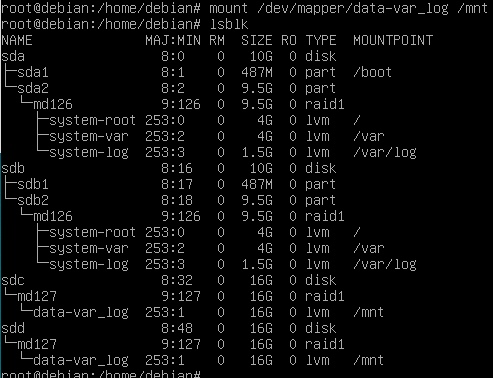 root@debian:/home/debian# mount /dev/mapper/data-var_log /mnt
root@debian:/home/debian# lsblk
NAME                MAJ:MIN RM  SIZE RO TYPE  MOUNTPOINT
sda                   8:0    0   10G  0 disk
├─sda1                8:1    0  487M  0 part  /boot
└─sda2                8:2    0  9.5G  0 part
  └─md126             9:126  0  9.5G  0 raid1
    ├─system-root   253:0    0    4G  0 lvm   /
    ├─system-var    253:2    0    4G  0 lvm   /var
    └─system-log    253:3    0  1.5G  0 lvm   /var/log
sdb                   8:16   0   10G  0 disk
├─sdb1                8:17   0  487M  0 part
└─sdb2                8:18   0  9.5G  0 part
  └─md126             9:126  0  9.5G  0 raid1
    ├─system-root   253:0    0    4G  0 lvm   /
    ├─system-var    253:2    0    4G  0 lvm   /var
    └─system-log    253:3    0  1.5G  0 lvm   /var/log
sdc                   8:32   0   16G  0 disk
└─md127               9:127  0   16G  0 raid1
  └─data-var_log    253:1    0   16G  0 lvm   /mnt
sdd                   8:48   0   16G  0 disk
└─md127               9:127  0   16G  0 raid1
  └─data-var_log    253:1    0   16G  0 lvm   /mnt
root@debian:/home/debian#